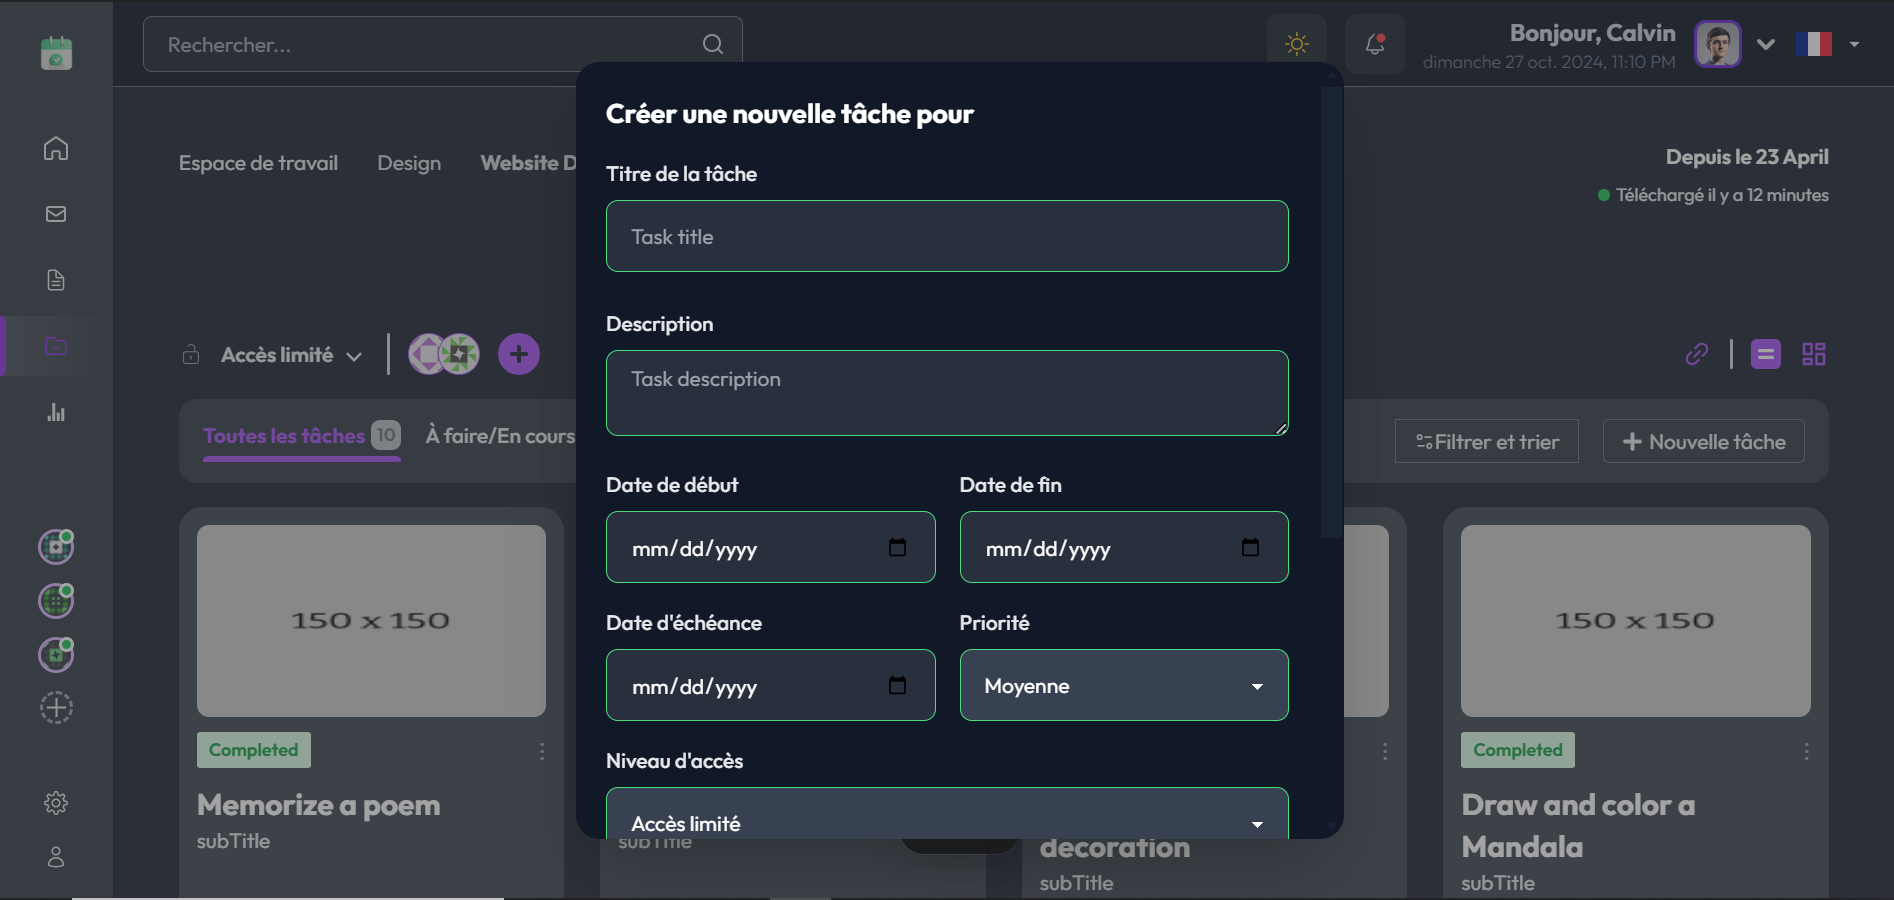 Rechercher...
Bonjour, Calvin
dimanche 27 oct. 2024, 11:10 PM
Espace de travail
Design
Website D
Depuis le 23 April
Téléchargé il y a 12 minutes
Accès limité
Toutes les tâches 10
À faire/En cours
Filtrer et trier
Nouvelle tâche
Créer une nouvelle tâche pour
Titre de la tâche
Task title
Description
Task description
Date de début
Date de fin
mm/dd/yyyy
mm/dd/yyyy
Date d'échéance
Priorité
mm/dd/yyyy
Moyenne
Niveau d'accès
Accès limité
150 x 150
Completed
Memorize a poem
subTitle
subTitle
decoration
subTitle
150 x 150
Completed
Draw and color a
Mandala
subTitle